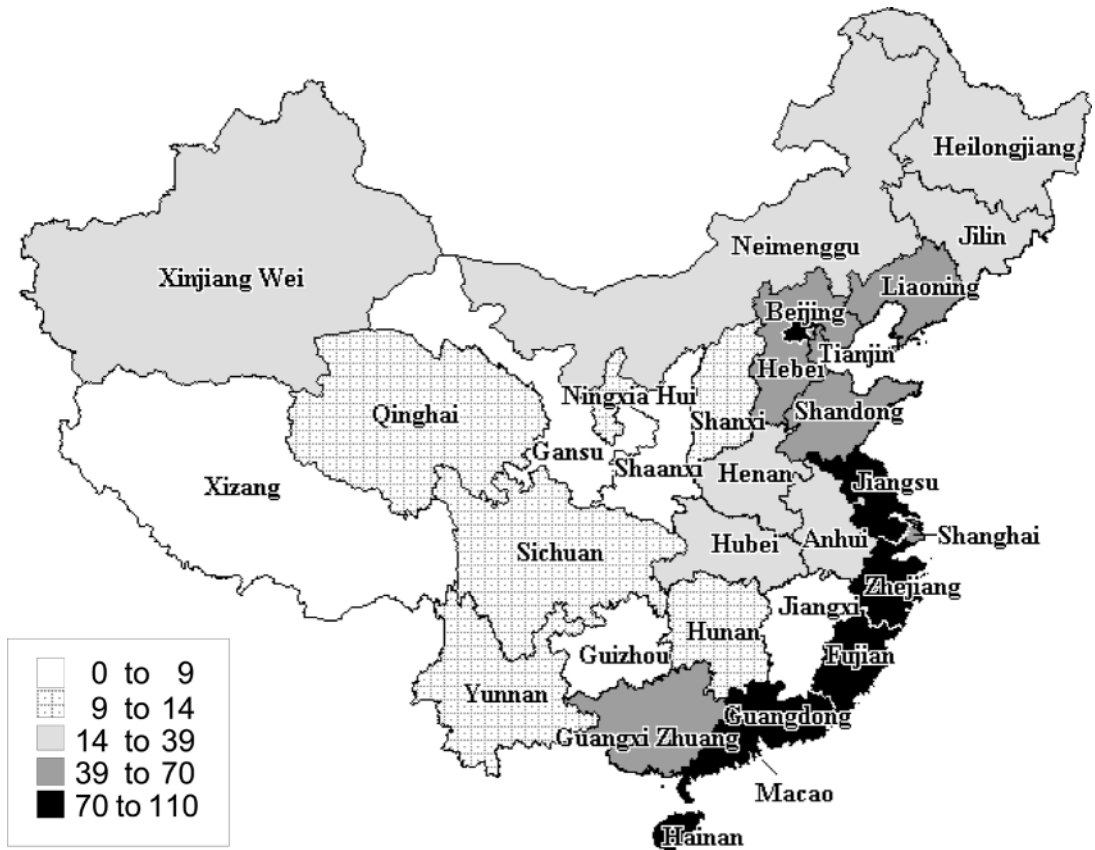 Heilongjiang
Jilin
Neimenggu
Xinjiang Wei
Liaoning
Beijing
Tianjin
Hebei
Ningxia Hui
Qinghai
Shanxi
Shandong
Gansu
Shaanxi
Henan
Xizang
Jiangsu
Shanghai
Sichuan
Hubei
Anhui
Zhejiang
Jiangxi
Hunan
Guizhou
Fujian
Yunnan
Guangdong
Guangxi Zhuang
Macao
Hainan
0 to 9
9 to 14
14 to 39
39 to 70
70 to 110